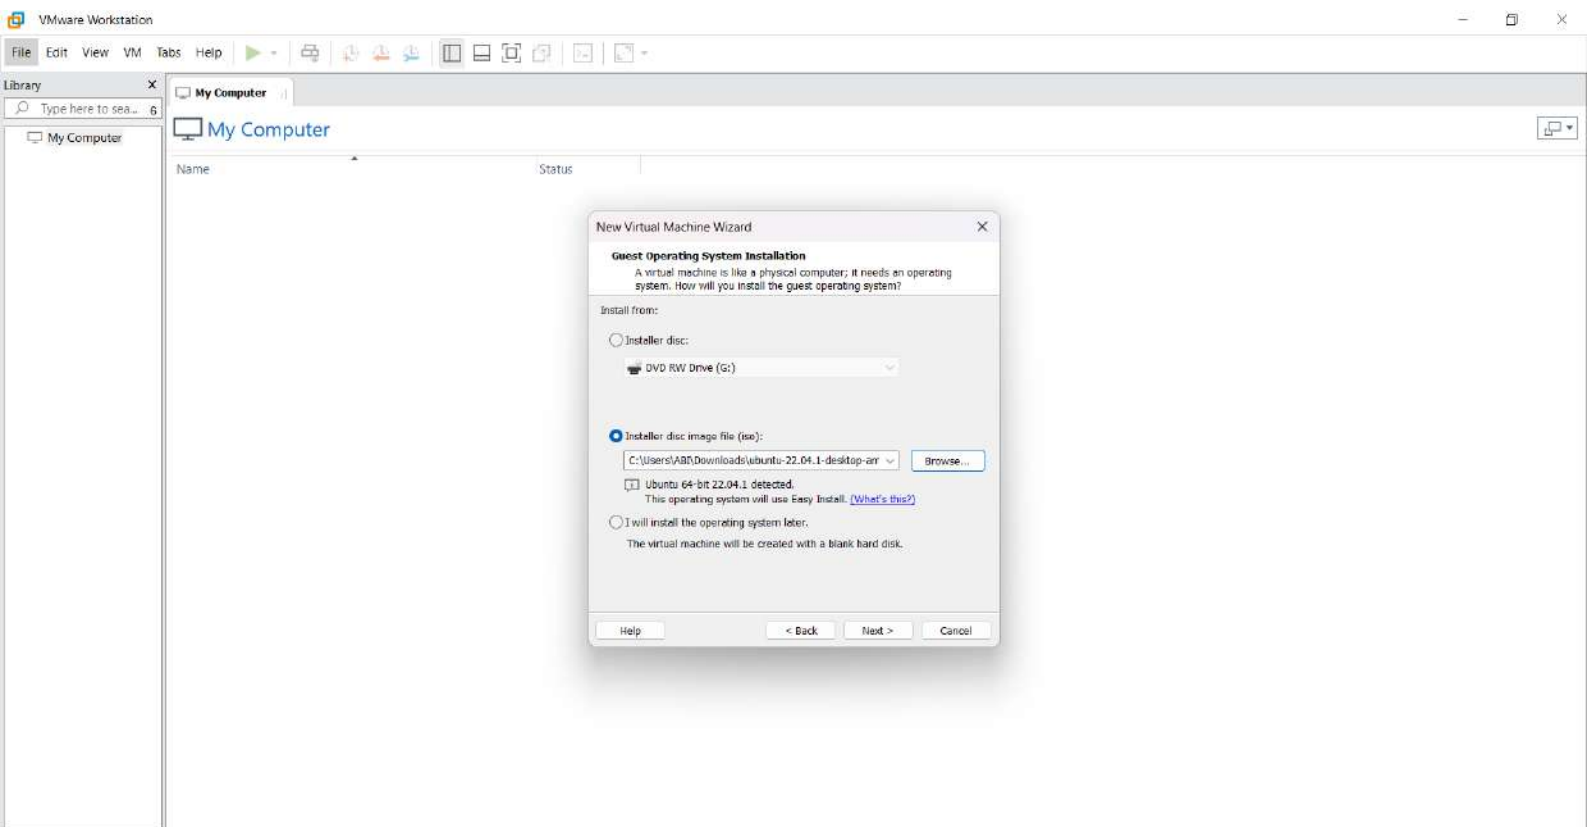 VMware Workstation
File Edit View VM Tabs Help
Library X
Type here to sea... 6
My Computer
My Computer
My Computer
Name Status
New Virtual Machine Wizard
Guest Operating System Installation
A virtual machine is like a physical computer; it needs an operating
system. How will you install the guest operating system?
Install from:
Installer disc:
DVD RW Drive (G:)
Installer disc image file (iso):
C:\Users\ABI\Downloads\ubuntu-22.04.1-desktop-am
Browse...
Ubuntu 64-bit 22.04.1 detected.
This operating system will use Easy Install. (What's this?)
I will install the operating system later.
The virtual machine will be created with a blank hard disk.
Help < Back Next > Cancel